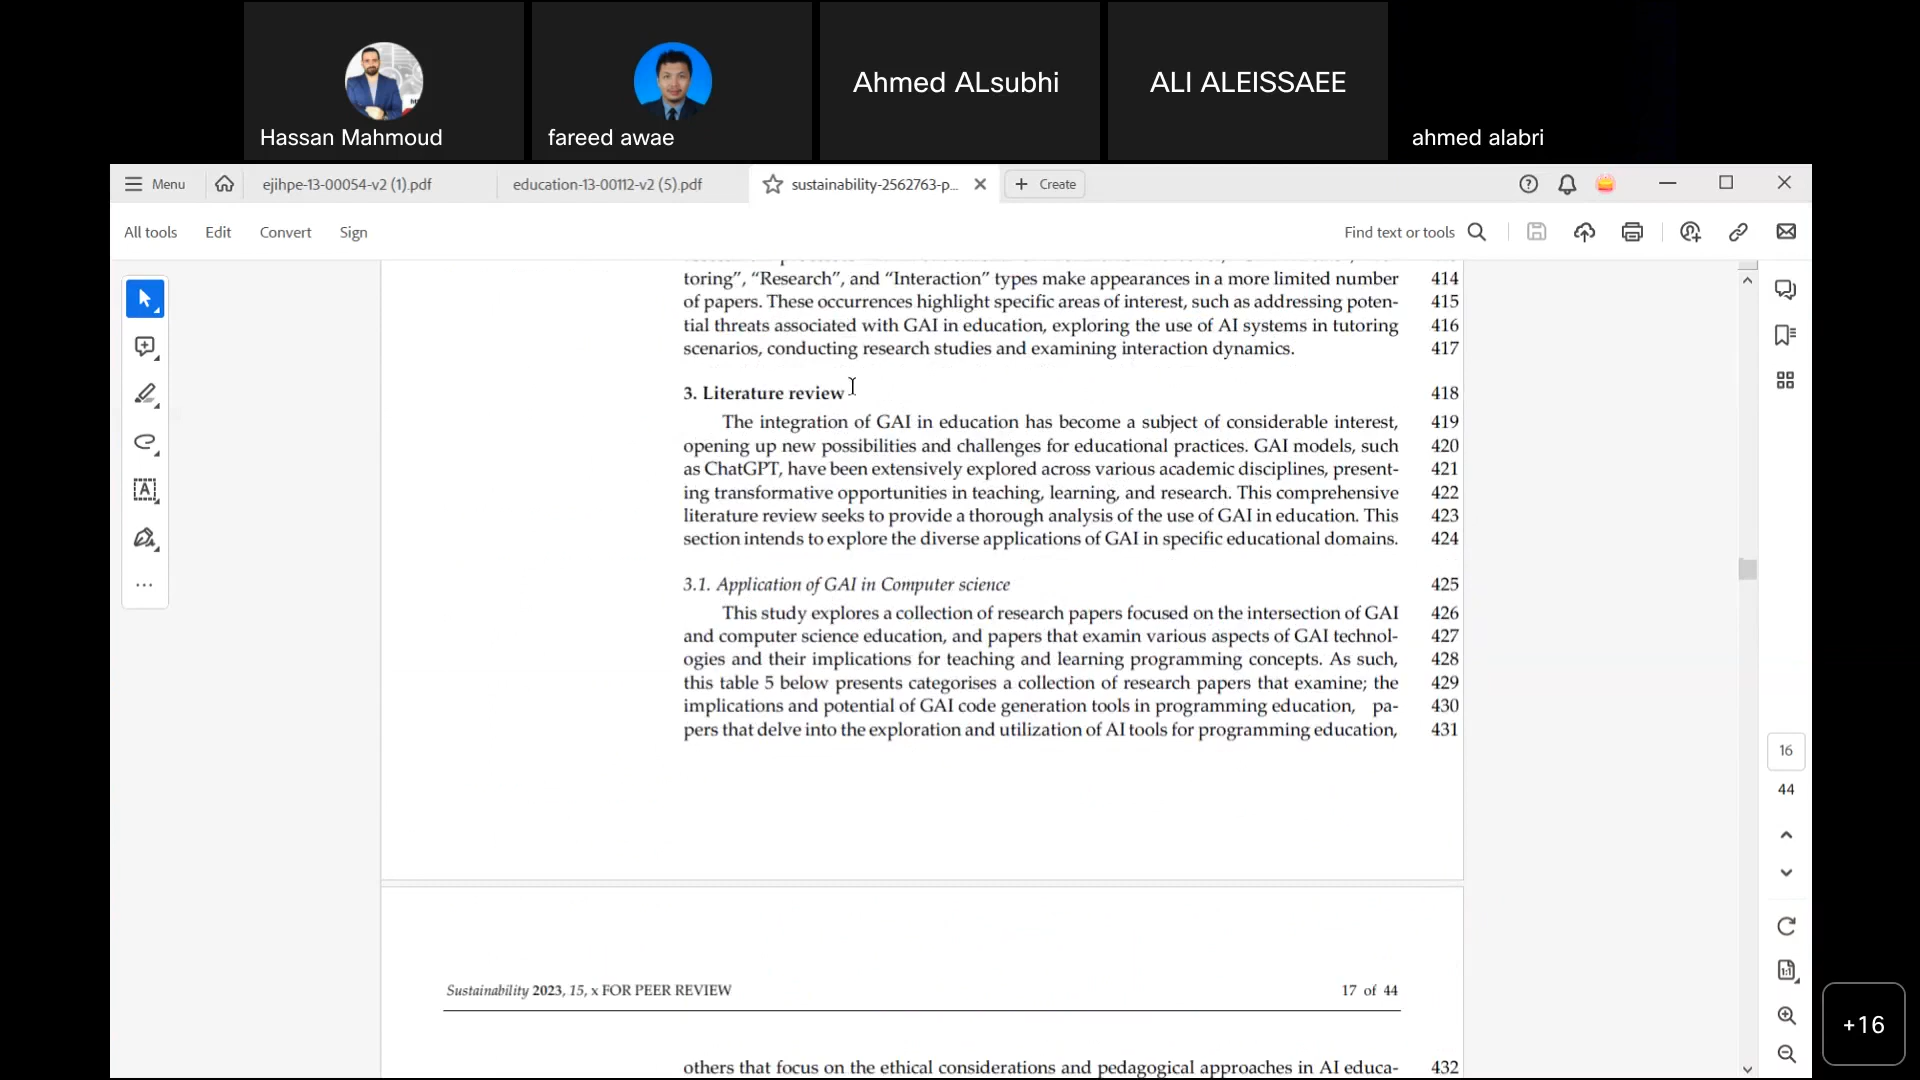 Hassan Mahmoud
fareed awae
Ahmed ALsubhi
ALI ALEISSAEE
ahmed alabri
Menu
ejihpe-13-00054-v2 (1).pdf
education-13-00112-v2 (5).pdf
sustainability-2562763-p...
Create
All tools
Edit
Convert
Sign
Find text or tools
toring”, “Research”, and “Interaction” types make appearances in a more limited number 414
of papers. These occurrences highlight specific areas of interest, such as addressing poten- 415
tial threats associated with GAI in education, exploring the use of AI systems in tutoring 416
scenarios, conducting research studies and examining interaction dynamics. 417
3. Literature review 418
The integration of GAI in education has become a subject of considerable interest, 419
opening up new possibilities and challenges for educational practices. GAI models, such 420
as ChatGPT, have been extensively explored across various academic disciplines, present- 421
ing transformative opportunities in teaching, learning, and research. This comprehensive 422
literature review seeks to provide a thorough analysis of the use of GAI in education. This 423
section intends to explore the diverse applications of GAI in specific educational domains. 424
3.1. Application of GAI in Computer science 425
This study explores a collection of research papers focused on the intersection of GAI 426
and computer science education, and papers that examin various aspects of GAI technol- 427
ogies and their implications for teaching and learning programming concepts. As such, 428
this table 5 below presents categorises a collection of research papers that examine; the 429
implications and potential of GAI code generation tools in programming education, pa- 430
pers that delve into the exploration and utilization of AI tools for programming education, 431
Sustainability 2023, 15, x FOR PEER REVIEW 17 of 44
others that focus on the ethical considerations and pedagogical approaches in AI educa- 432
16
44
+16